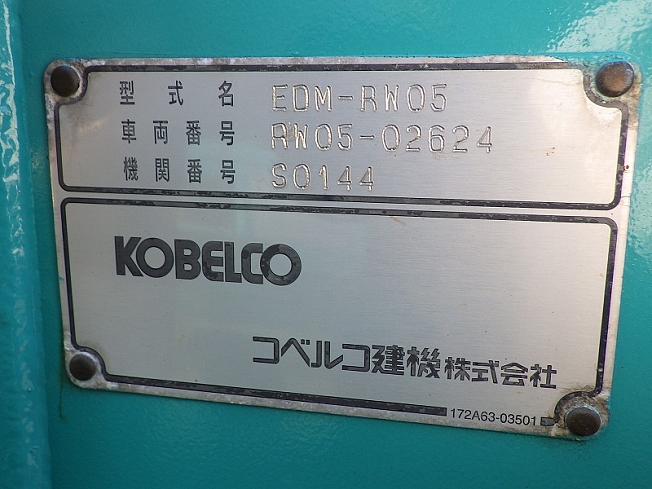 型式名 EDM-RW05
車両番号 RW05-02624
機関番号 S0144
KOBELCO
コベルコ建機株式会社
172A63-03501